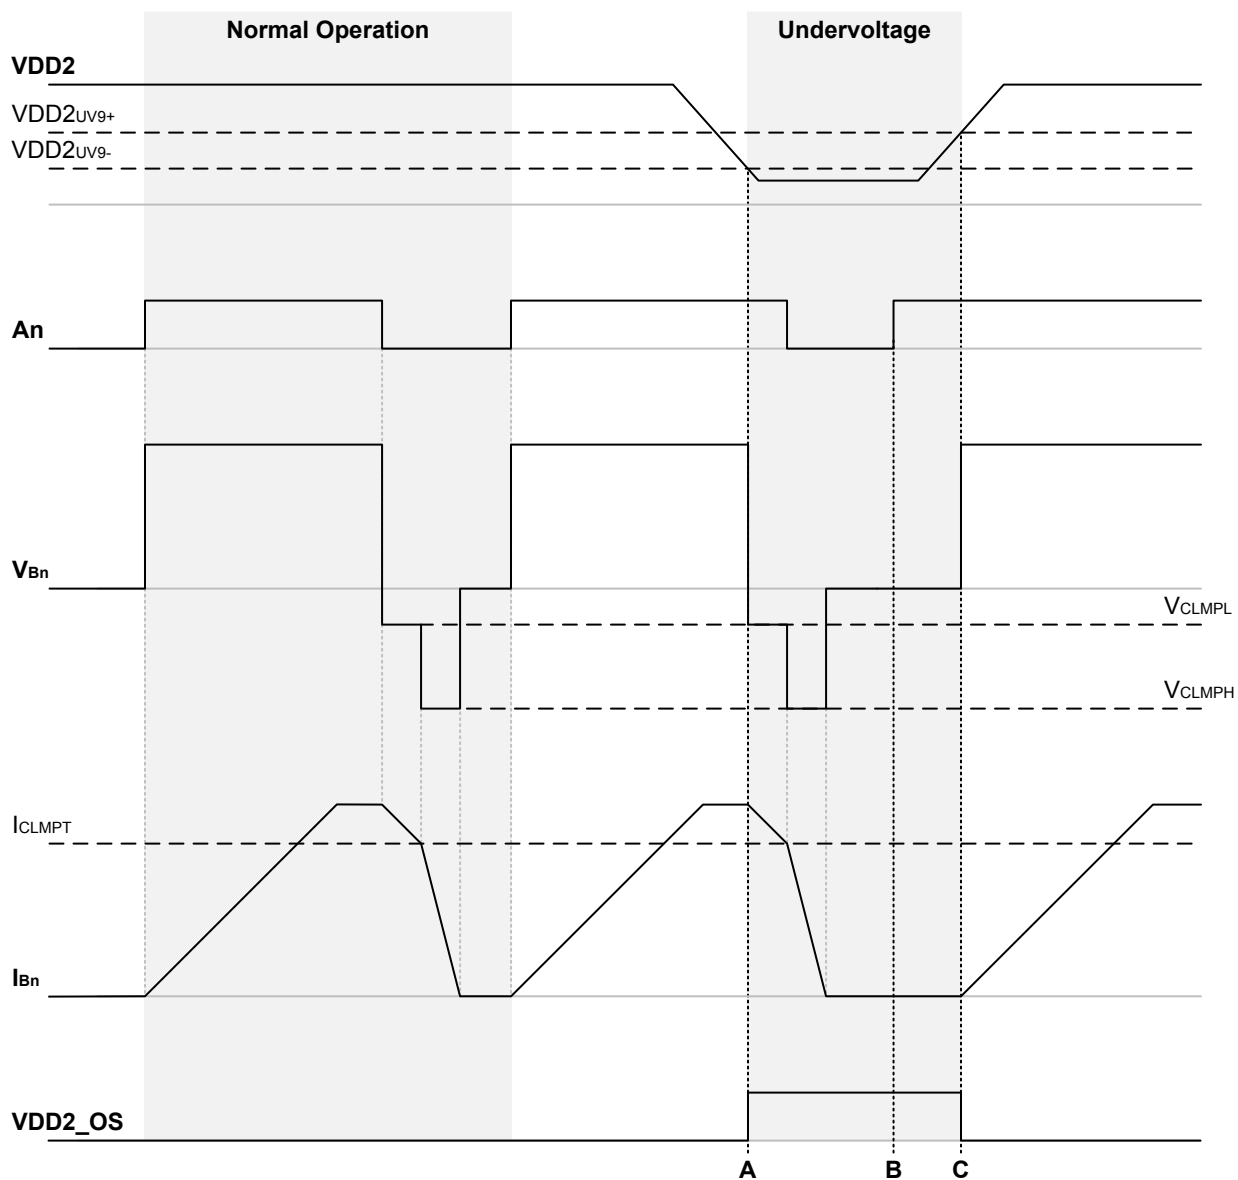 Normal Operation
Undervoltage
VDD2
VDD2UV9+
VDD2UV9-
An
VBn
VCLMPL
VCLMPH
ICLMPT
IBn
VDD2_OS
A
B
C